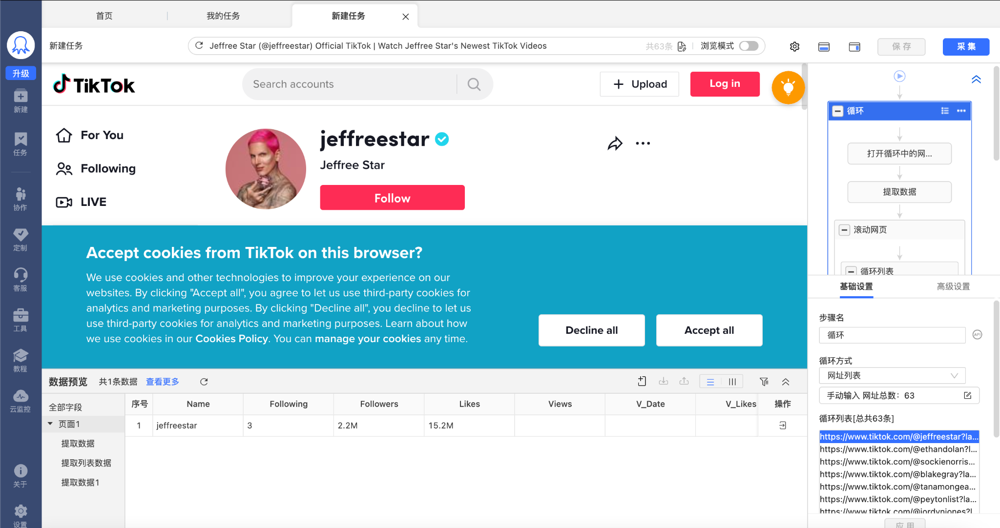 首页
我的任务
新建任务
新建任务
Jeffree Star (@jeffreestar) Official TikTok | Watch Jeffree Star's Newest TikTok Videos
共63条
浏览模式
保存
采集
升级
新建
任务
协作
定制
客服
工具
教程
云监控
关于
设置
TikTok
Search accounts
Upload
Log in
For You
Following
LIVE
jeffreestar
Jeffree Star
Follow
Accept cookies from TikTok on this browser?
We use cookies and other technologies to improve your experience on our
websites. By clicking "Accept all", you agree to let us use third-party cookies for
analytics and marketing purposes. By clicking "Decline all", you decline to let us
use third-party cookies for analytics and marketing purposes. Learn about how
we use cookies in our Cookies Policy. You can manage your cookies any time.
Decline all
Accept all
数据预览 共1条数据 查看更多
全部字段
页面1
提取数据
提取列表数据
提取数据1
序号 Name Following Followers Likes Views V_Date V_Likes 操作
1 jeffreestar 3 2.2M 15.2M
循环
打开循环中的网...
提取数据
滚动网页
循环列表
基础设置
高级设置
步骤名
循环
API
循环方式
网址列表
手动输入 网址总数：63
循环列表[总共63条]
https://www.tiktok.com/@jeffreestar?la...
https://www.tiktok.com/@ethandolan?l...
https://www.tiktok.com/@sockienorris...
https://www.tiktok.com/@blakegray?la...
https://www.tiktok.com/@tanamongea...
https://www.tiktok.com/@peytonlist?la...
https://www.tiktok.com/@jordynjones?l...
应用